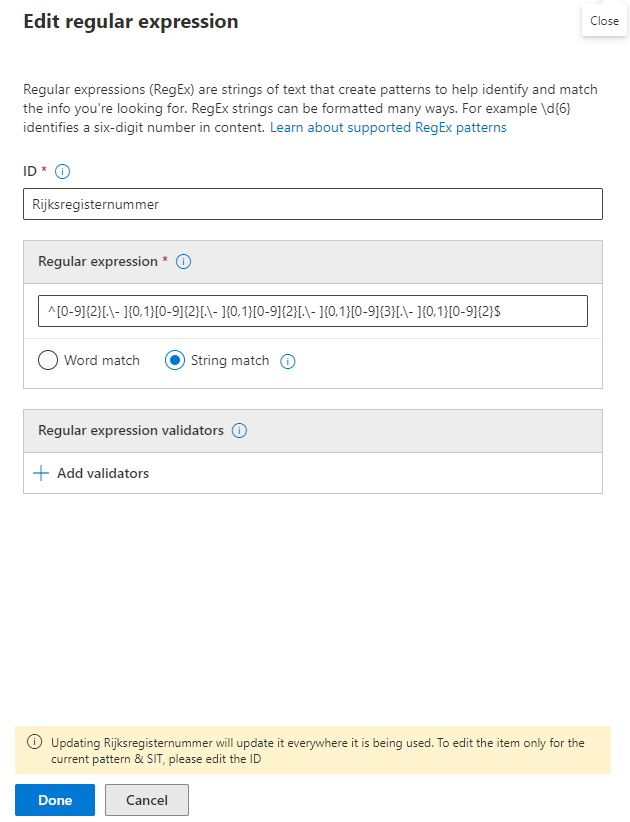 Edit regular expression
Close
Regular expressions (RegEx) are strings of text that create patterns to help identify and match
the info you're looking for. RegEx strings can be formatted many ways. For example \d{6}
identifies a six-digit number in content. Learn about supported RegEx patterns
ID *
Rijksregisternummer
Regular expression *
^[0-9]{2}[.\- ]{0,1}[0-9]{2}[.\- ]{0,1}[0-9]{2}[.\- ]{0,1}[0-9]{3}[.\- ]{0,1}[0-9]{2}$
Word match
String match
Regular expression validators
Add validators
Updating Rijksregisternummer will update it everywhere it is being used. To edit the item only for the
current pattern & SIT, please edit the ID
Done
Cancel